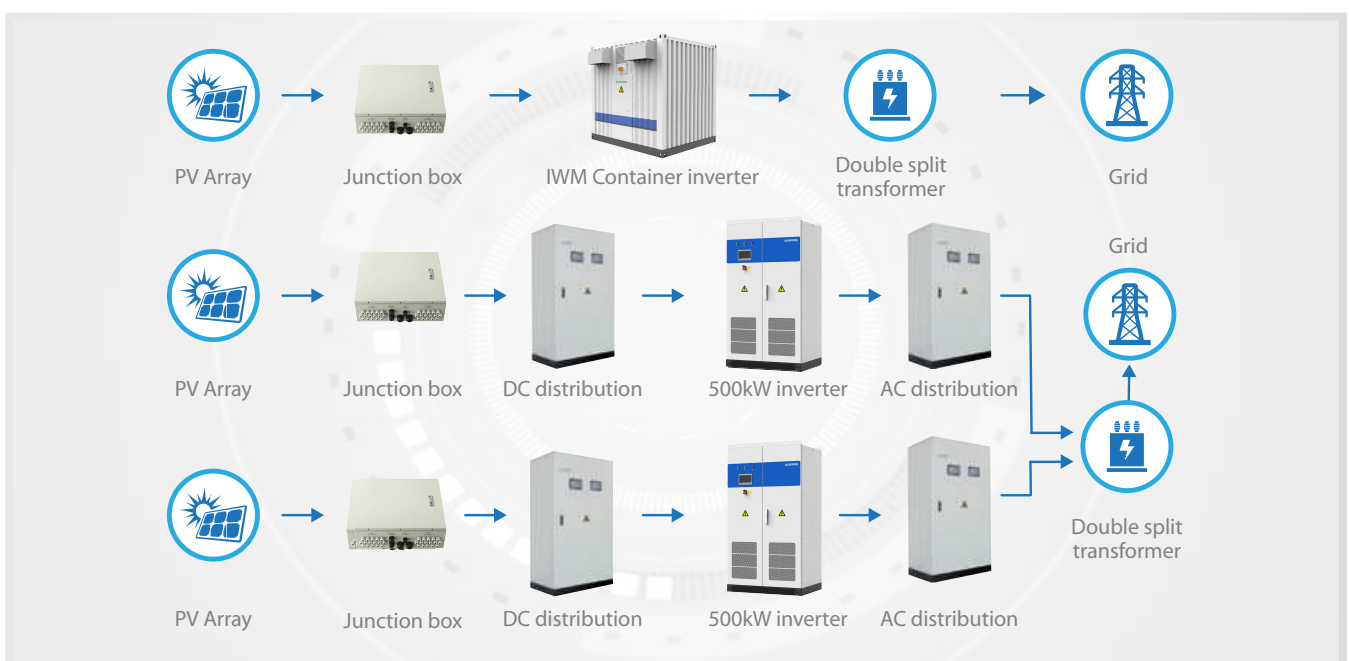 PV Array
Junction box
IWM Container inverter
Double split
transformer
Grid
Grid
PV Array
Junction box
DC distribution
500kW inverter
AC distribution
Double split
transformer
PV Array
Junction box
DC distribution
500kW inverter
AC distribution